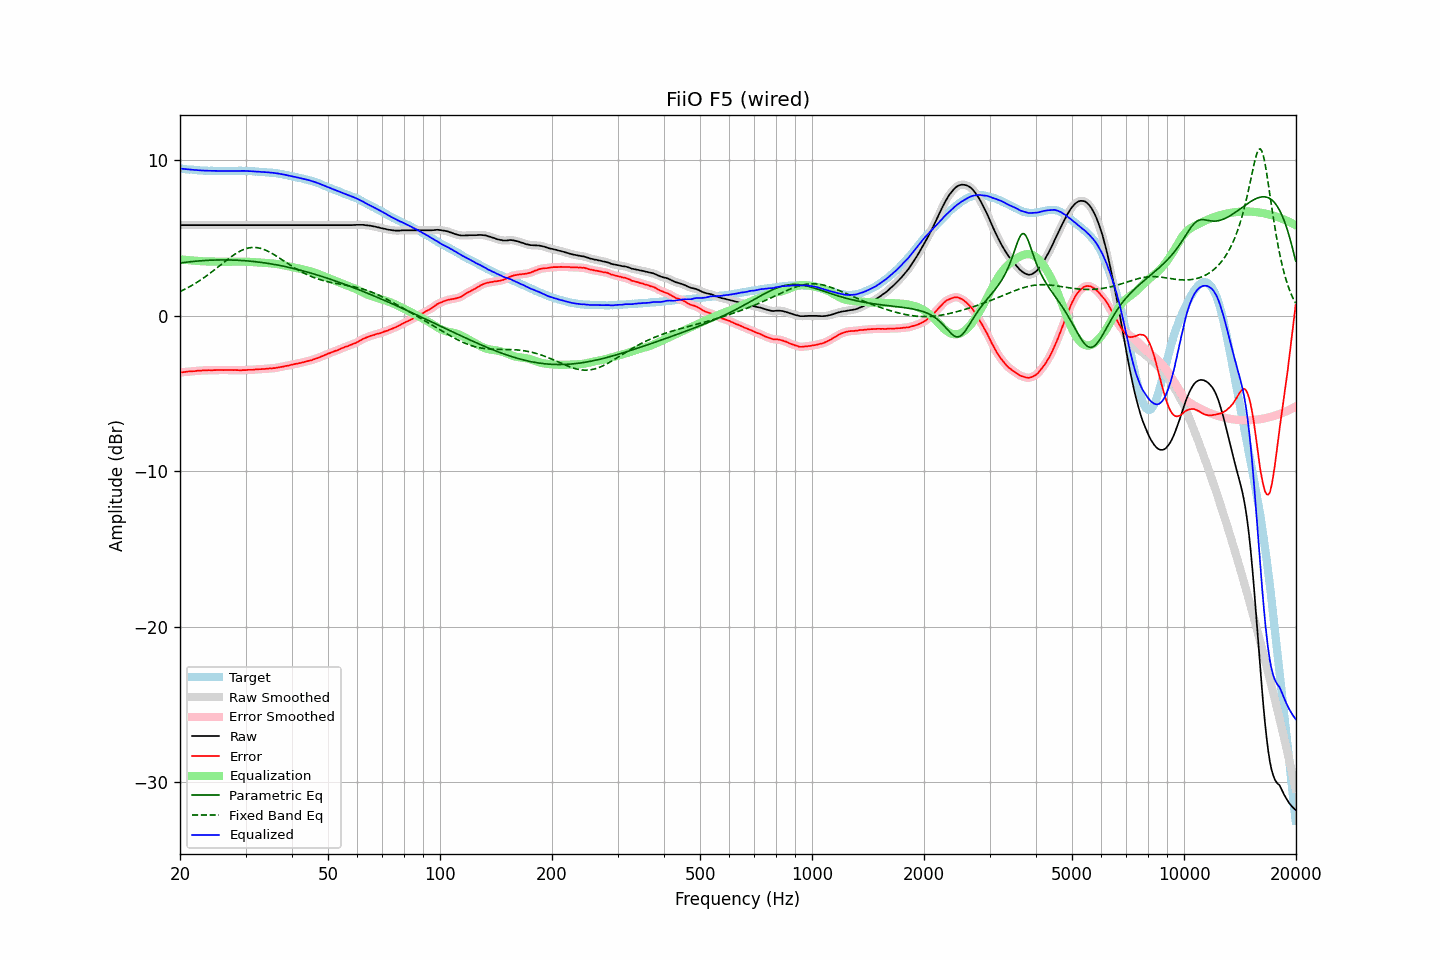 FiiO F5 (wired)
10
0
−10
−20
−30
Amplitude (dBr)
Target
Raw Smoothed
Error Smoothed
Raw
Error
Equalization
Parametric Eq
Fixed Band Eq
Equalized
20 50 100 200 500 1000 2000 5000 10000 20000
Frequency (Hz)